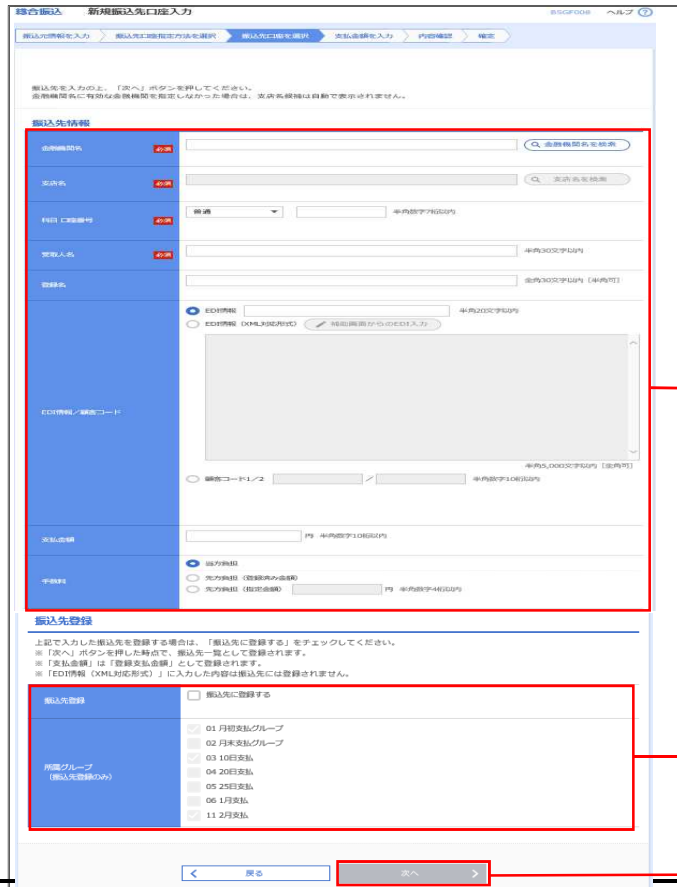 総合振込 新規振込先口座入力 BSGF008 ヘルプ ?
振込元情報を入力 振込先口座指定方法を選択 振込先口座を選択 支払金額を入力 内容確認 確定
振込先を入力の上、「次へ」ボタンを押してください。
金融機関名に有効な金融機関を指定しなかった場合は、支店名候補は自動で表示されません。
振込先情報
金融機関名 必須 金融機関名を検索
支店名 必須 支店名を検索
科目 口座番号 必須 普通 半角数字7桁以内
受取人名 必須 半角30文字以内
登録名 全角30文字以内 [半角可]
EDI情報 半角20文字以内
EDI情報（XML対応形式） 補助画面からのEDI入力
EDI情報／顧客コード
半角5,000文字以内 [全角可]
顧客コード1／2 ／ 半角数字10桁以内
支払金額 円 半角数字10桁以内
当方負担
手数料 先方負担（登録済み金額）
先方負担（指定金額） 円 半角数字4桁以内
振込先登録
上記で入力した振込先を登録する場合は、「振込先に登録する」をチェックしてください。
※「次へ」ボタンを押した時点で、振込先一覧として登録されます。
※「支払金額」は「登録支払金額」として登録されます。
※「EDI情報（XML対応形式）」に入力した内容は振込先には登録されません。
振込先登録 振込先に登録する
01 月初支払グループ
02 月末支払グループ
03 10日支払
所属グループ
（振込先登録のみ） 04 20日支払
05 25日支払
06 1月支払
11 2月支払
戻る 次へ